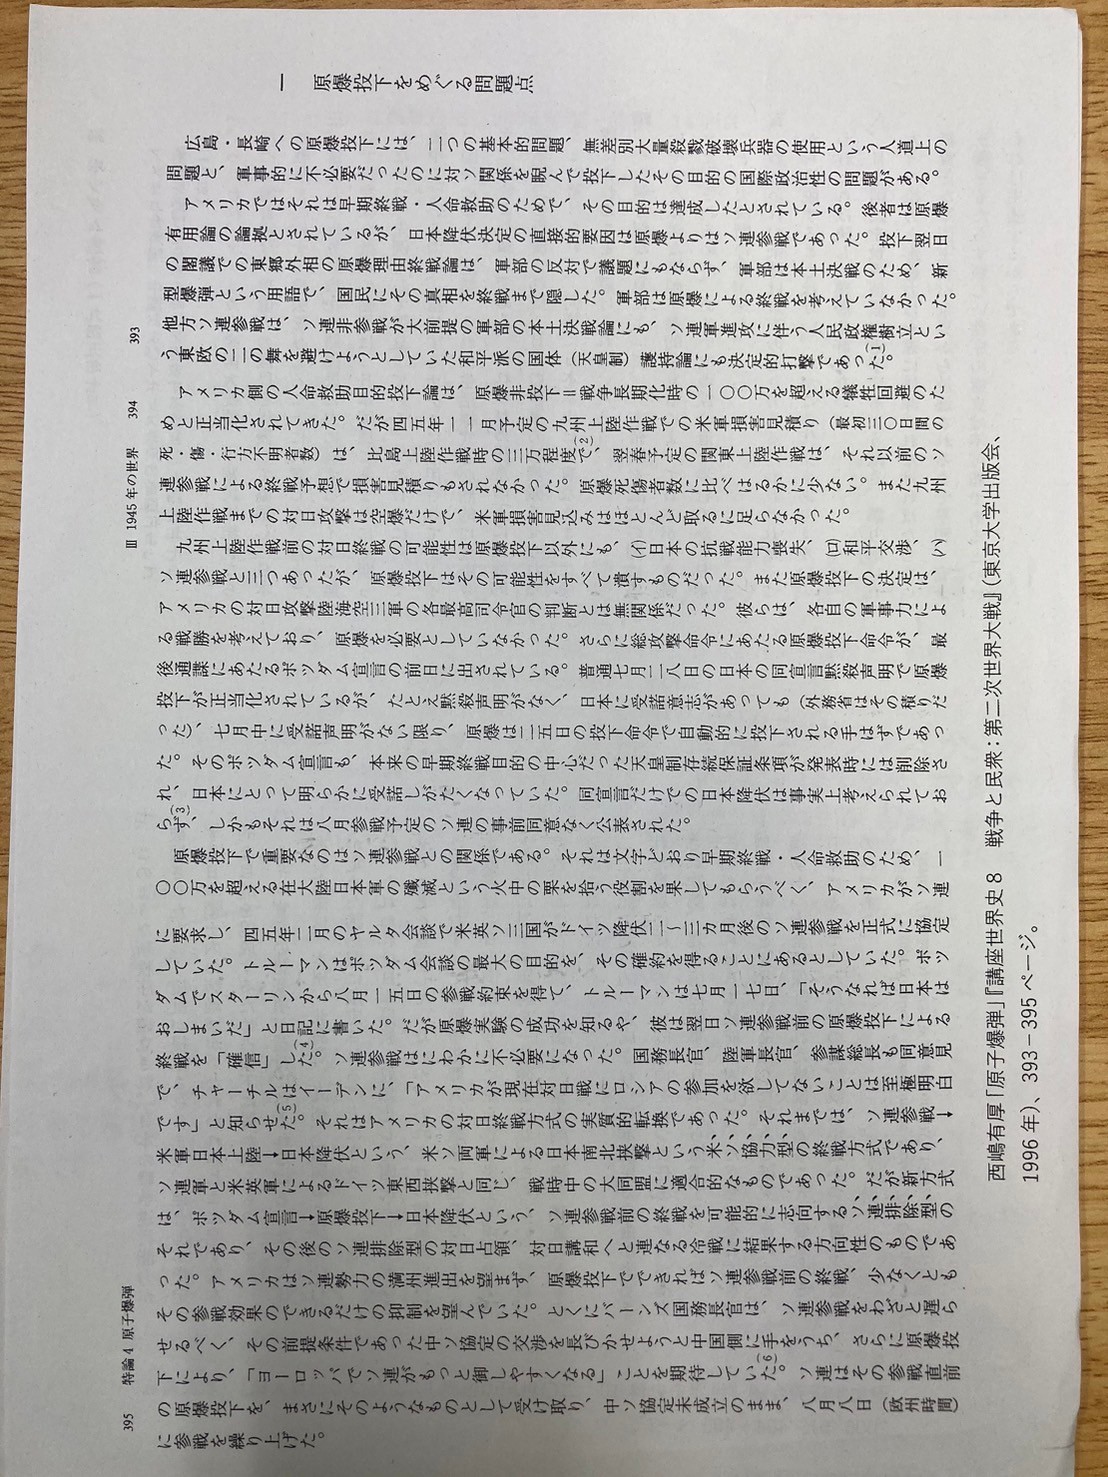 一　原爆投下をめぐる問題点
広島・長崎への原爆投下には、二つの基本的問題、無差別大量殺戮破壊兵器の使用という人道上の
問題と、軍事的に不必要だったのに対ソ関係を睨んで投下したその目的の国際政治性の問題がある。
アメリカではそれは早期終戦・人命救助のためで、その目的は達成したとされている。後者は原爆
有用論の論拠とされているが、日本降伏決定の直接的要因は原爆よりはソ連参戦であった。投下翌日
の閣議での東郷外相の原爆理由終戦論は、軍部の反対で議題にもならず、軍部は本土決戦のため、新
型爆弾という用語で、国民にその真相を終戦まで隠した。軍部は原爆による終戦を考えていなかった。
他方ソ連参戦は、ソ連非参戦が大前提の軍部の本土決戦論にも、ソ連軍進攻に伴う人民政権樹立とい
う東欧の二の舞を避けようとしていた和平派の国体（天皇制）護持論にも決定的打撃であった(1)。
393
394
Ⅲ 1945年の世界
アメリカ側の人命救助目的投下論は、原爆非投下＝戦争長期化時の一〇〇万を超える犠牲回避のた
めと正当化されてきた。だが四五年一一月予定の九州上陸作戦での米軍損害見積り（最初三〇日間の
死・傷・行方不明者数）は、比島上陸作戦時の三万程度で(2)、翌春予定の関東上陸作戦は、それ以前のソ
連参戦による終戦予想で損害見積りもされなかった。原爆死傷者数に比べはるかに少ない。また九州
上陸作戦までの対日攻撃は空爆だけで、米軍損害見込みはほとんど取るに足らなかった。
九州上陸作戦前の対日終戦の可能性は原爆投下以外にも、(イ)日本の抗戦能力喪失、(ロ)和平交渉、(ハ)
ソ連参戦と三つあったが、原爆投下はその可能性をすべて潰すものだった。また原爆投下の決定は、
アメリカの対日攻撃陸海空三軍の各最高司令官の判断とは無関係だった。彼らは、各自の軍事力によ
る戦勝を考えており、原爆を必要としていなかった。さらに総攻撃命令にあたる原爆投下命令が、最
後通諜にあたるポツダム宣言の前日に出されている。普通七月二八日の日本の同宣言黙殺声明で原爆
投下が正当化されているが、たとえ黙殺声明がなく、日本に受諾意志があっても（外務省はその積りだ
った）、七月中に受諾声明がない限り、原爆は二五日の投下命令で自動的に投下される手はずであっ
た。そのポツダム宣言も、本来の早期終戦目的の中心だった天皇制存続保証条項が発表時には削除さ
れ、日本にとって明らかに受諾しがたくなっていた。同宣言だけでの日本降伏は事実上考えられてお
らず(3)、しかもそれは八月参戦予定のソ連の事前同意なく公表された。
原爆投下で重要なのはソ連参戦との関係である。それは文字どおり早期終戦・人命救助のため、一
〇〇万を超える在大陸日本軍の殲滅という火中の栗を拾う役割を果してもらうべく、アメリカがソ連
に要求し、四五年二月のヤルタ会談で米英ソ三国がドイツ降伏二～三カ月後のソ連参戦を正式に協定
していた。トルーマンはポツダム会談の最大の目的を、その確約を得ることにあるとしていた。ポツ
ダムでスターリンから八月一五日の参戦約束を得て、トルーマンは七月一七日、「そうなれば日本は
おしまいだ」と日記に書いた。だが原爆実験の成功を知るや、彼は翌日ソ連参戦前の原爆投下による
終戦を「確信」した(4)。ソ連参戦はにわかに不必要になった。国務長官、陸軍長官、参謀総長も同意見
で、チャーチルはイーデンに、「アメリカが現在対日戦にロシアの参加を欲してないことは至極明白
です」と知らせた(5)。それはアメリカの対日終戦方式の実質的転換であった。それまでは、ソ連参戦→
米軍日本上陸→日本降伏という、米ソ両軍による日本南北挟撃という米ソ協力型の終戦方式であり、
ソ連軍と米英軍によるドイツ東西挟撃と同じ、戦時中の大同盟に適合的なものであった。だが新方式
は、ポツダム宣言→原爆投下→日本降伏という、ソ連参戦前の終戦を可能的に志向するソ連排除型の
それであり、その後のソ連排除型の対日占領、対日講和へと連なる冷戦に結果する方向性のものであ
った。アメリカはソ連勢力の満州進出を望まず、原爆投下でできればソ連参戦前の終戦、少なくとも
その参戦効果のできるだけの抑制を望んでいた。とくにバーンズ国務長官は、ソ連参戦をわざと遅ら
せるべく、その前提条件であった中ソ協定の交渉を長びかせようと中国側に手をうち、さらに原爆投
下により、「ヨーロッパでソ連がもっと御しやすくなる」ことを期待していた(6)。ソ連はその参戦直前
の原爆投下を、まさにそのようなものとして受け取り、中ソ協定未成立のまま、八月八日（欧州時間）
に参戦を繰り上げた。
特論4 原子爆弾
395
西嶋有厚「原子爆弾」『講座世界史8　戦争と民衆：第二次世界大戦』（東京大学出版会、
1996年）、393－395ページ。